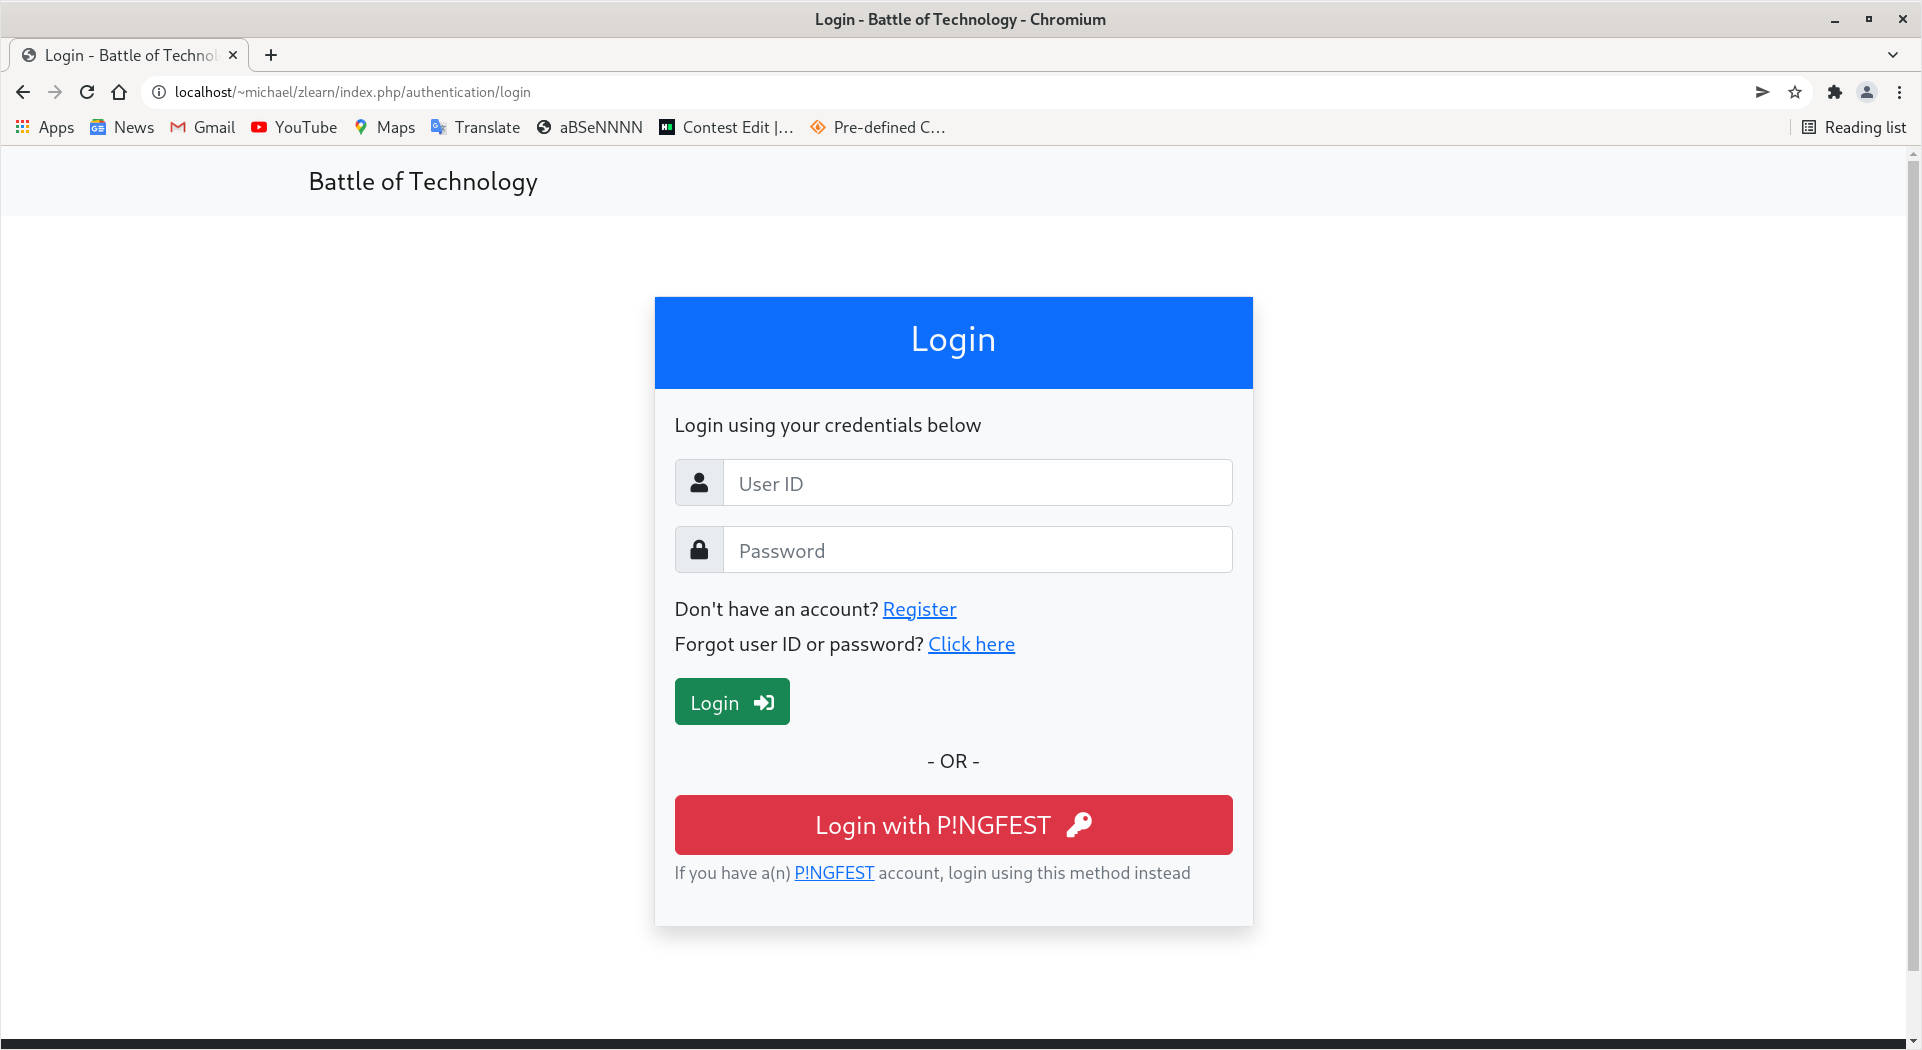 Login - Battle of Technology - Chromium
Login - Battle of Technol
localhost/~michael/zlearn/index.php/authentication/login
Apps News Gmail YouTube Maps Translate aBSeNNNN Contest Edit |... Pre-defined C... Reading list
Battle of Technology
Login
Login using your credentials below
User ID
Password
Don't have an account? Register
Forgot user ID or password? Click here
Login
- OR -
Login with P!NGFEST
If you have a(n) P!NGFEST account, login using this method instead